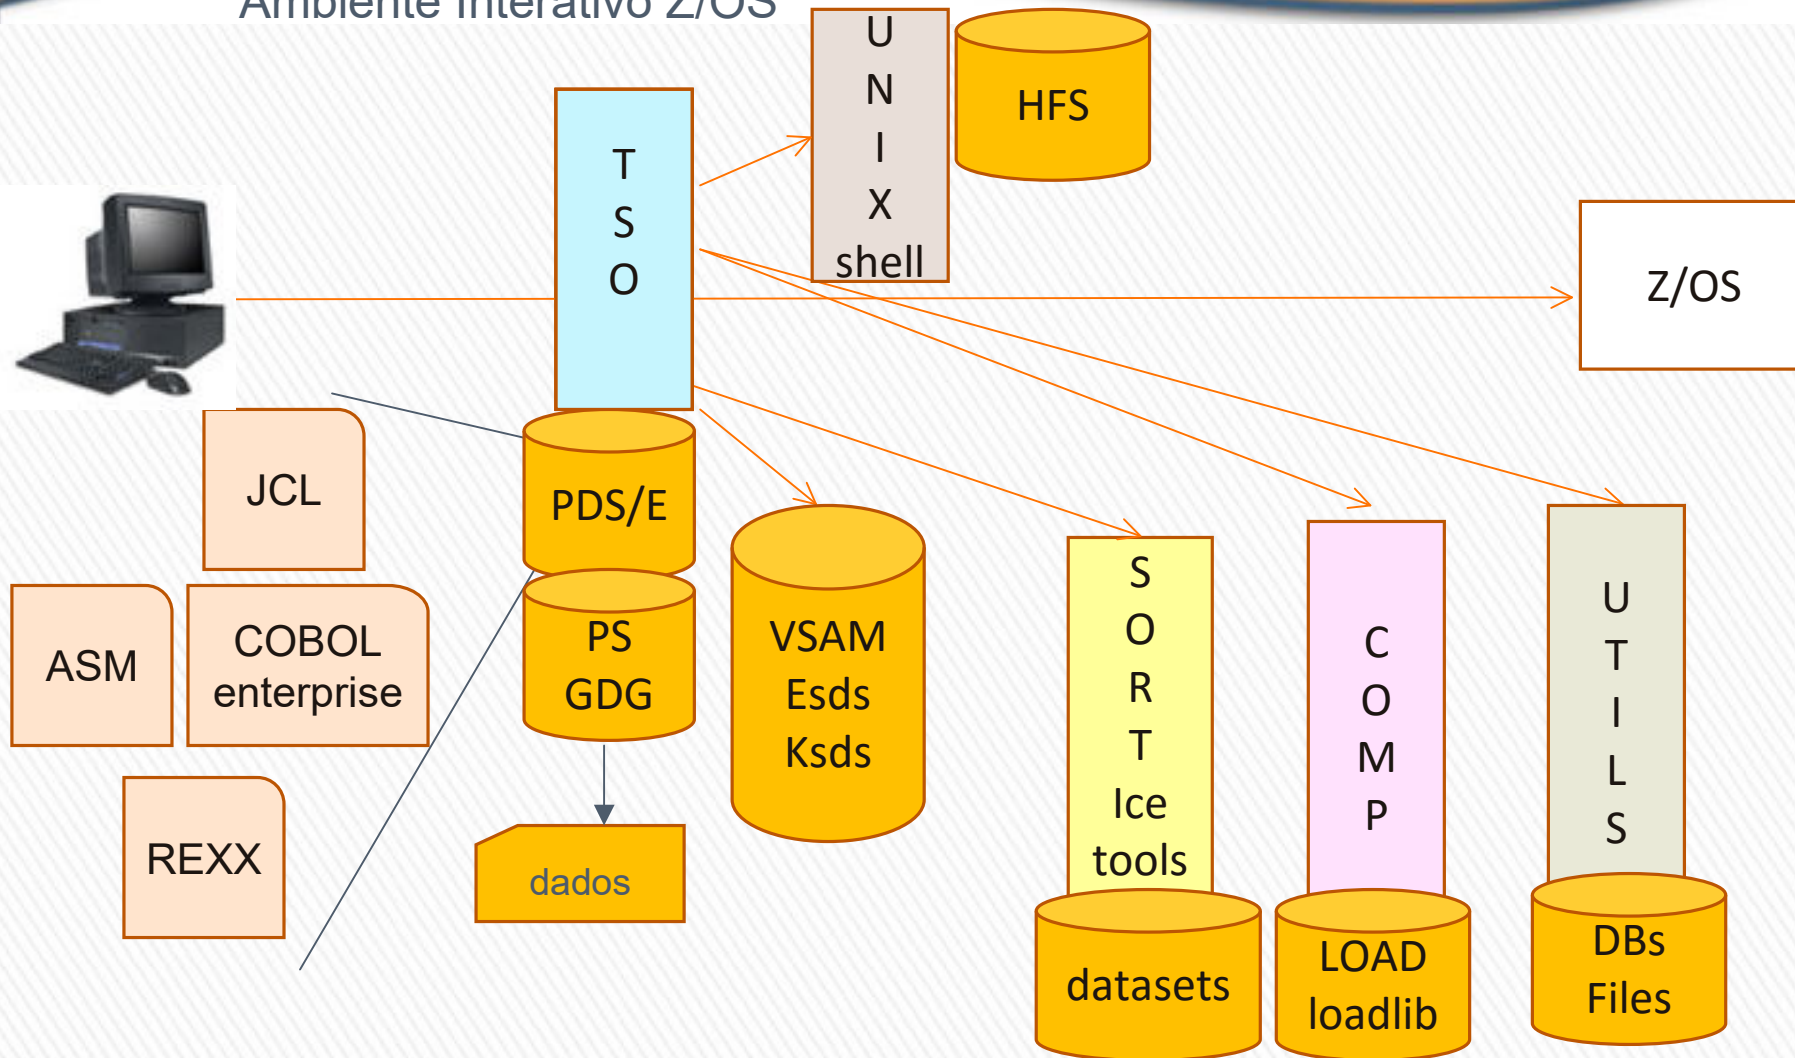 Ambiente Interativo Z/OS
U
N
I
X
shell
HFS
T
S
O
Z/OS
JCL
PDS/E
ASM
COBOL
enterprise
PS
GDG
VSAM
Esds
Ksds
REXX
dados
S
O
R
T
Ice
tools
datasets
C
O
M
P
LOAD
loadlib
U
T
I
L
S
DBs
Files